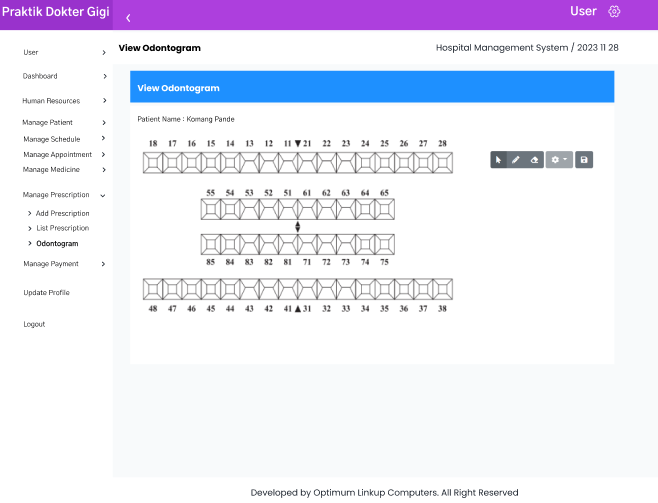 Praktik Dokter Gigi
User
User
Dashboard
Human Resources
Manage Patient
Manage Schedule
Manage Appointment
Manage Medicine
Manage Prescription
Add Prescription
List Prescription
Odontogram
Manage Payment
Update Profile
Logout
View Odontogram
Hospital Management System / 2023 11 28
View Odontogram
Patient Name : Komang Pande
18 17 16 15 14 13 12 11 21 22 23 24 25 26 27 28
55 54 53 52 51 61 62 63 64 65
85 84 83 82 81 71 72 73 74 75
48 47 46 45 44 43 42 41 31 32 33 34 35 36 37 38
Developed by Optimum Linkup Computers. All Right Reserved